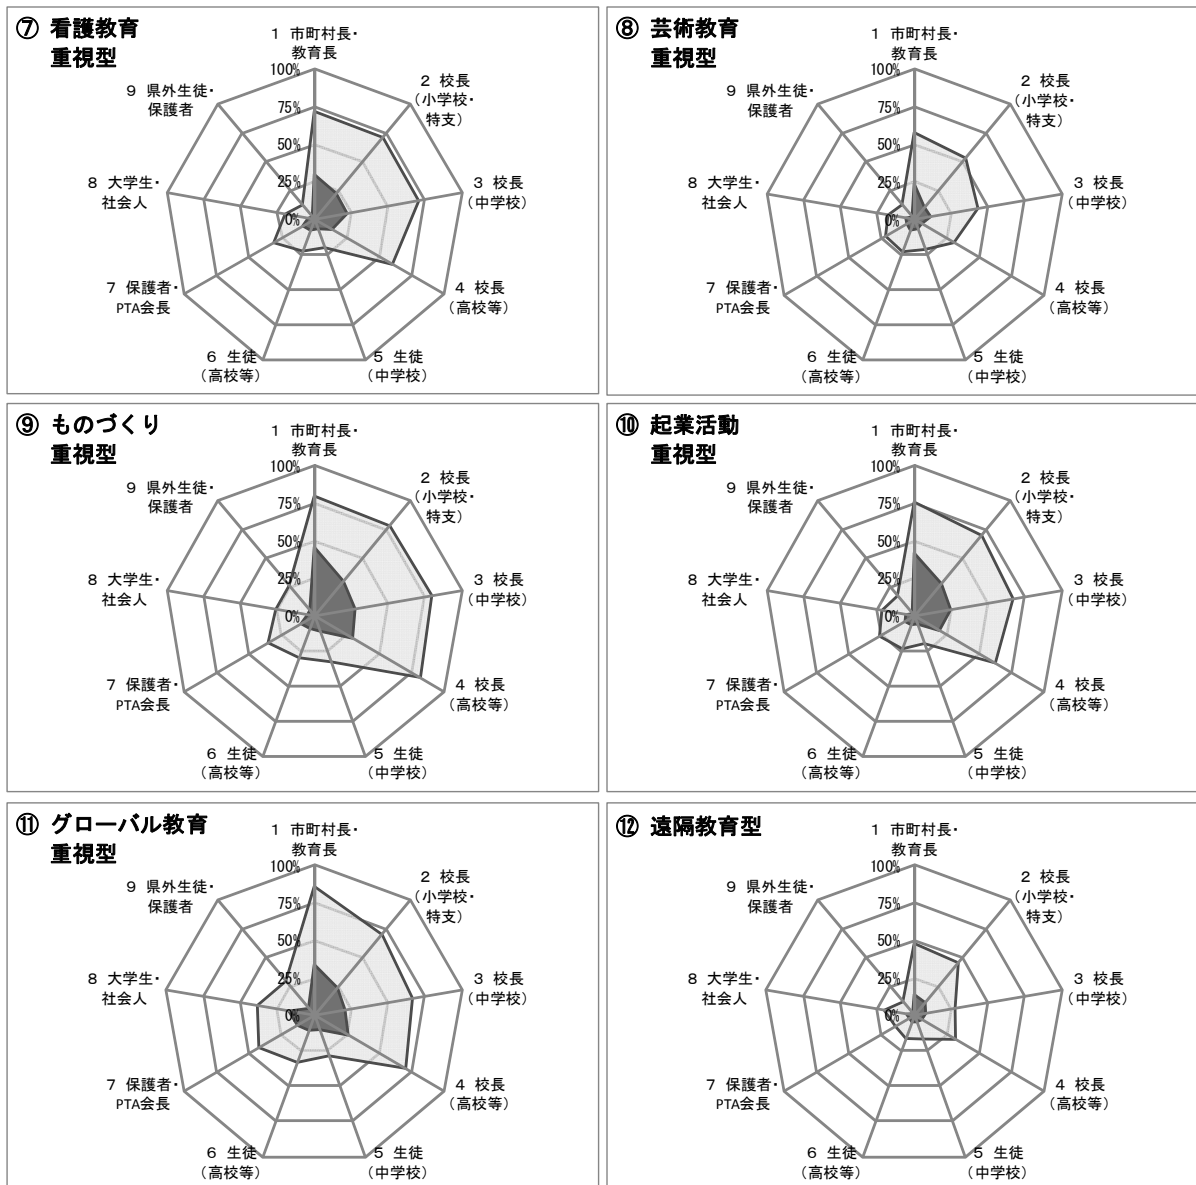 ⑦ 看護教育
重視型
1 市町村長・
教育長
2 校長
(小学校・
特支)
3 校長
(中学校)
4 校長
(高校等)
5 生徒
(中学校)
6 生徒
(高校等)
7 保護者・
PTA会長
8 大学生・
社会人
9 県外生徒・
保護者
100%
75%
50%
25%
0%
⑧ 芸術教育
重視型
1 市町村長・
教育長
2 校長
(小学校・
特支)
3 校長
(中学校)
4 校長
(高校等)
5 生徒
(中学校)
6 生徒
(高校等)
7 保護者・
PTA会長
8 大学生・
社会人
9 県外生徒・
保護者
100%
75%
50%
25%
0%
⑨ ものづくり
重視型
1 市町村長・
教育長
2 校長
(小学校・
特支)
3 校長
(中学校)
4 校長
(高校等)
5 生徒
(中学校)
6 生徒
(高校等)
7 保護者・
PTA会長
8 大学生・
社会人
9 県外生徒・
保護者
100%
75%
50%
25%
0%
⑩ 起業活動
重視型
1 市町村長・
教育長
2 校長
(小学校・
特支)
3 校長
(中学校)
4 校長
(高校等)
5 生徒
(中学校)
6 生徒
(高校等)
7 保護者・
PTA会長
8 大学生・
社会人
9 県外生徒・
保護者
100%
75%
50%
25%
0%
⑪ グローバル教育
重視型
1 市町村長・
教育長
2 校長
(小学校・
特支)
3 校長
(中学校)
4 校長
(高校等)
5 生徒
(中学校)
6 生徒
(高校等)
7 保護者・
PTA会長
8 大学生・
社会人
9 県外生徒・
保護者
100%
75%
50%
25%
0%
⑫ 遠隔教育型
1 市町村長・
教育長
2 校長
(小学校・
特支)
3 校長
(中学校)
4 校長
(高校等)
5 生徒
(中学校)
6 生徒
(高校等)
7 保護者・
PTA会長
8 大学生・
社会人
9 県外生徒・
保護者
100%
75%
50%
25%
0%